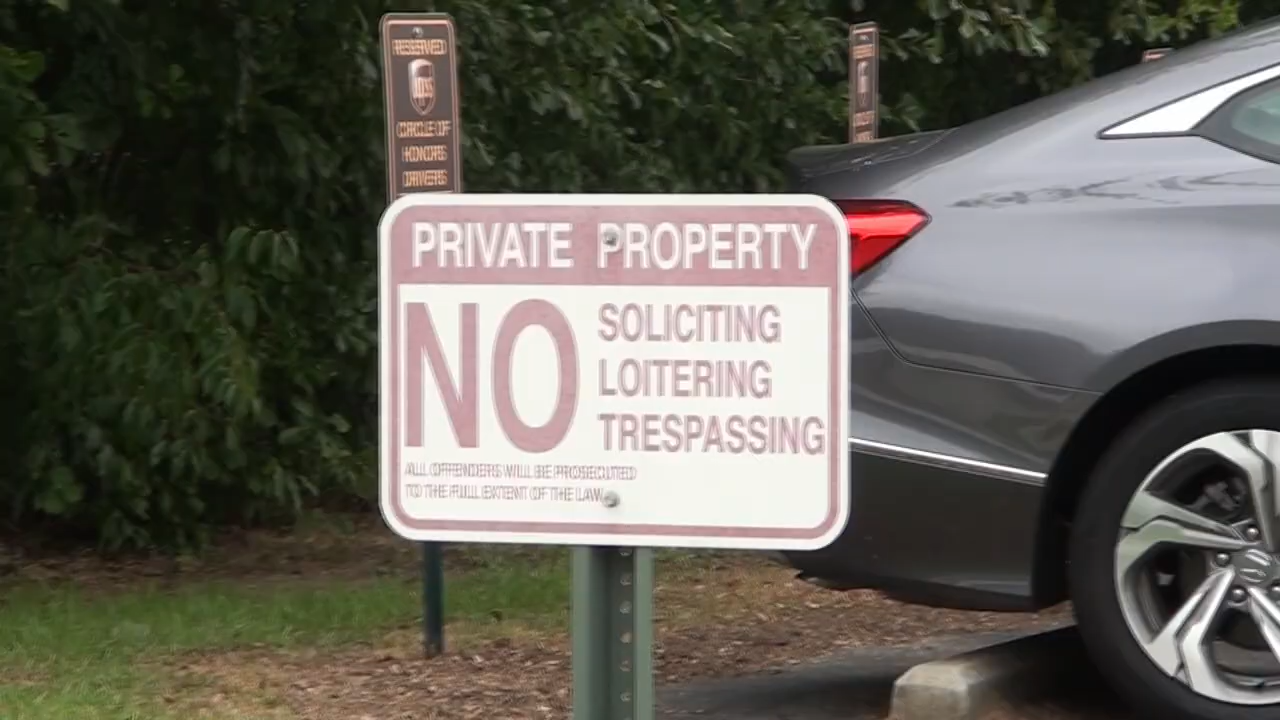 RESERVED
ups
CIRCLE OF
HONORS
DRIVERS
PRIVATE PROPERTY
NO
SOLICITING
LOITERING
TRESPASSING
ALL OFFENDERS WILL BE PROSECUTED
TO THE FULL EXTENT OF THE LAW